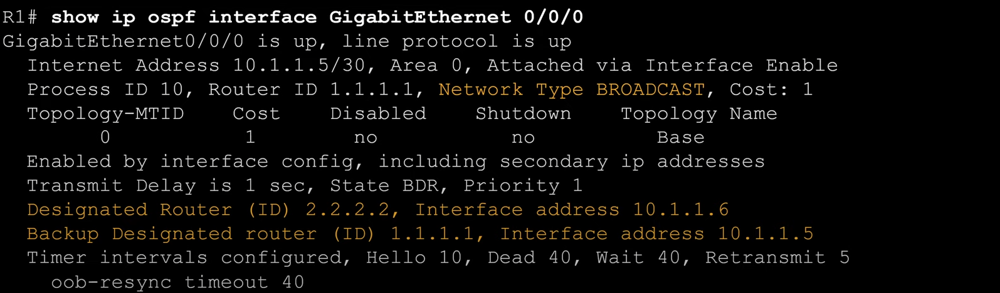 R1# show ip ospf interface GigabitEthernet 0/0/0
GigabitEthernet0/0/0 is up, line protocol is up
Internet Address 10.1.1.5/30, Area 0, Attached via Interface Enable
Process ID 10, Router ID 1.1.1.1, Network Type BROADCAST, Cost: 1
Topology-MTID Cost Disabled Shutdown Topology Name
0 1 no no Base
Enabled by interface config, including secondary ip addresses
Transmit Delay is 1 sec, State BDR, Priority 1
Designated Router (ID) 2.2.2.2, Interface address 10.1.1.6
Backup Designated router (ID) 1.1.1.1, Interface address 10.1.1.5
Timer intervals configured, Hello 10, Dead 40, Wait 40, Retransmit 5
oob-resync timeout 40